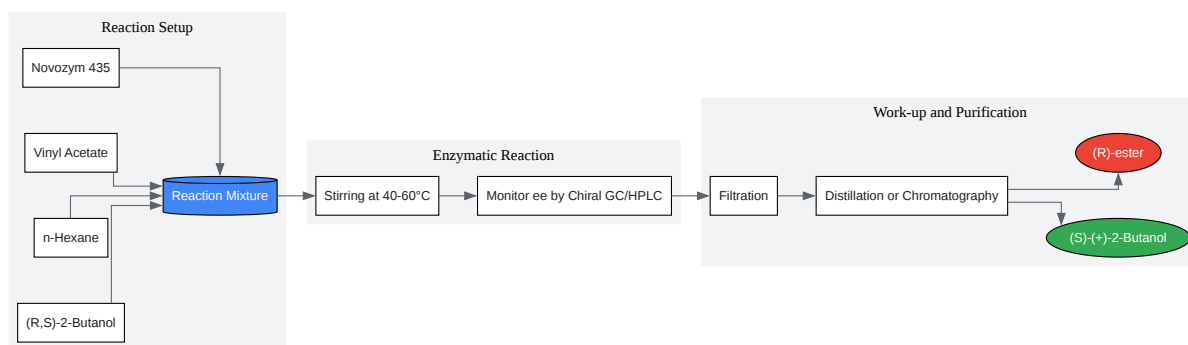 Reaction Setup
Novozym 435
Vinyl Acetate
n-Hexane
(R,S)-2-Butanol
Reaction Mixture
Enzymatic Reaction
Stirring at 40-60°C
Monitor ee by Chiral GC/HPLC
Work-up and Purification
Filtration
Distillation or Chromatography
(R)-ester
(S)-(+)-2-Butanol